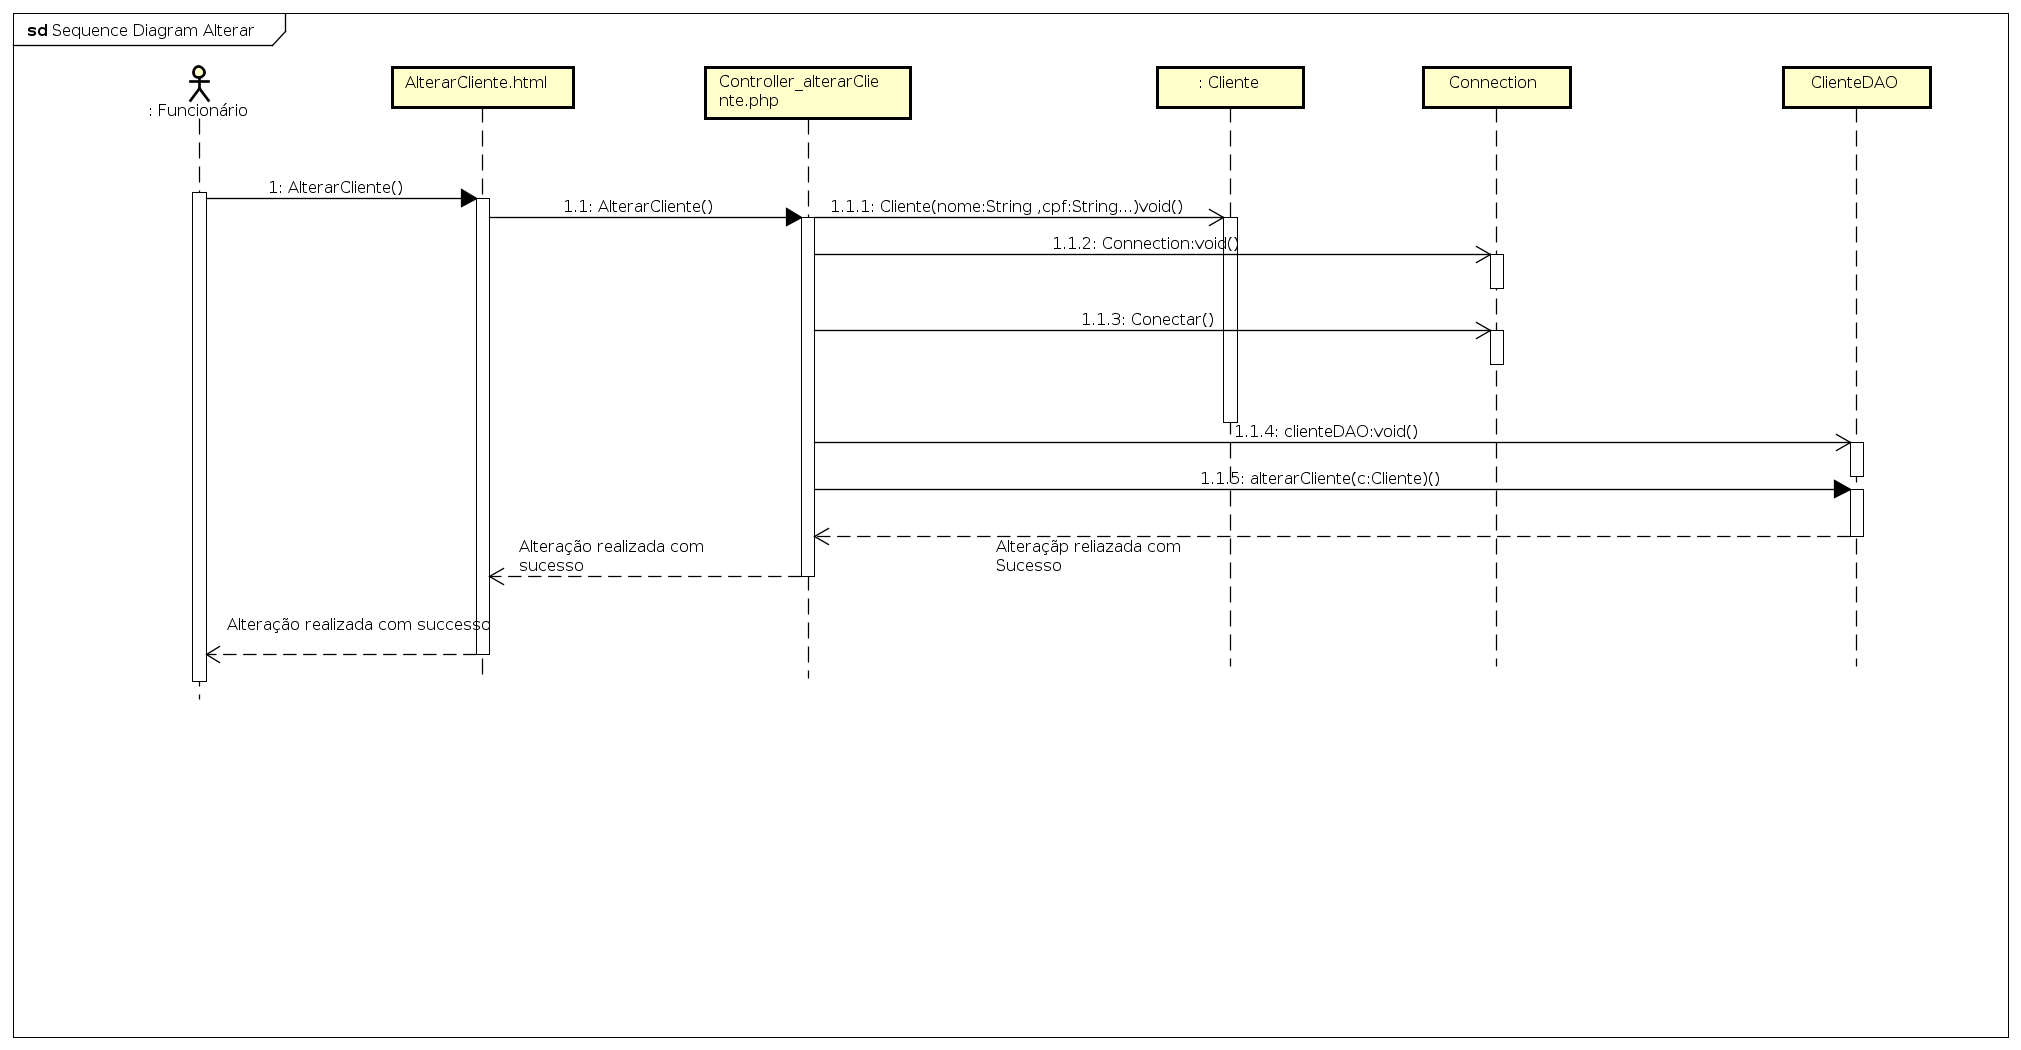 sd Sequence Diagram Alterar
: Funcionário
AlterarCliente.html
Controller_alterarClie
nte.php
: Cliente
Connection
ClienteDAO
1: AlterarCliente()
1.1: AlterarCliente()
1.1.1: Cliente(nome:String ,cpf:String...)void()
1.1.2: Connection:void()
1.1.3: Conectar()
1.1.4: clienteDAO:void()
1.1.5: alterarCliente(c:Cliente)()
Alteração realizada com
sucesso
Alteraçãp reliazada com
Sucesso
Alteração realizada com successo